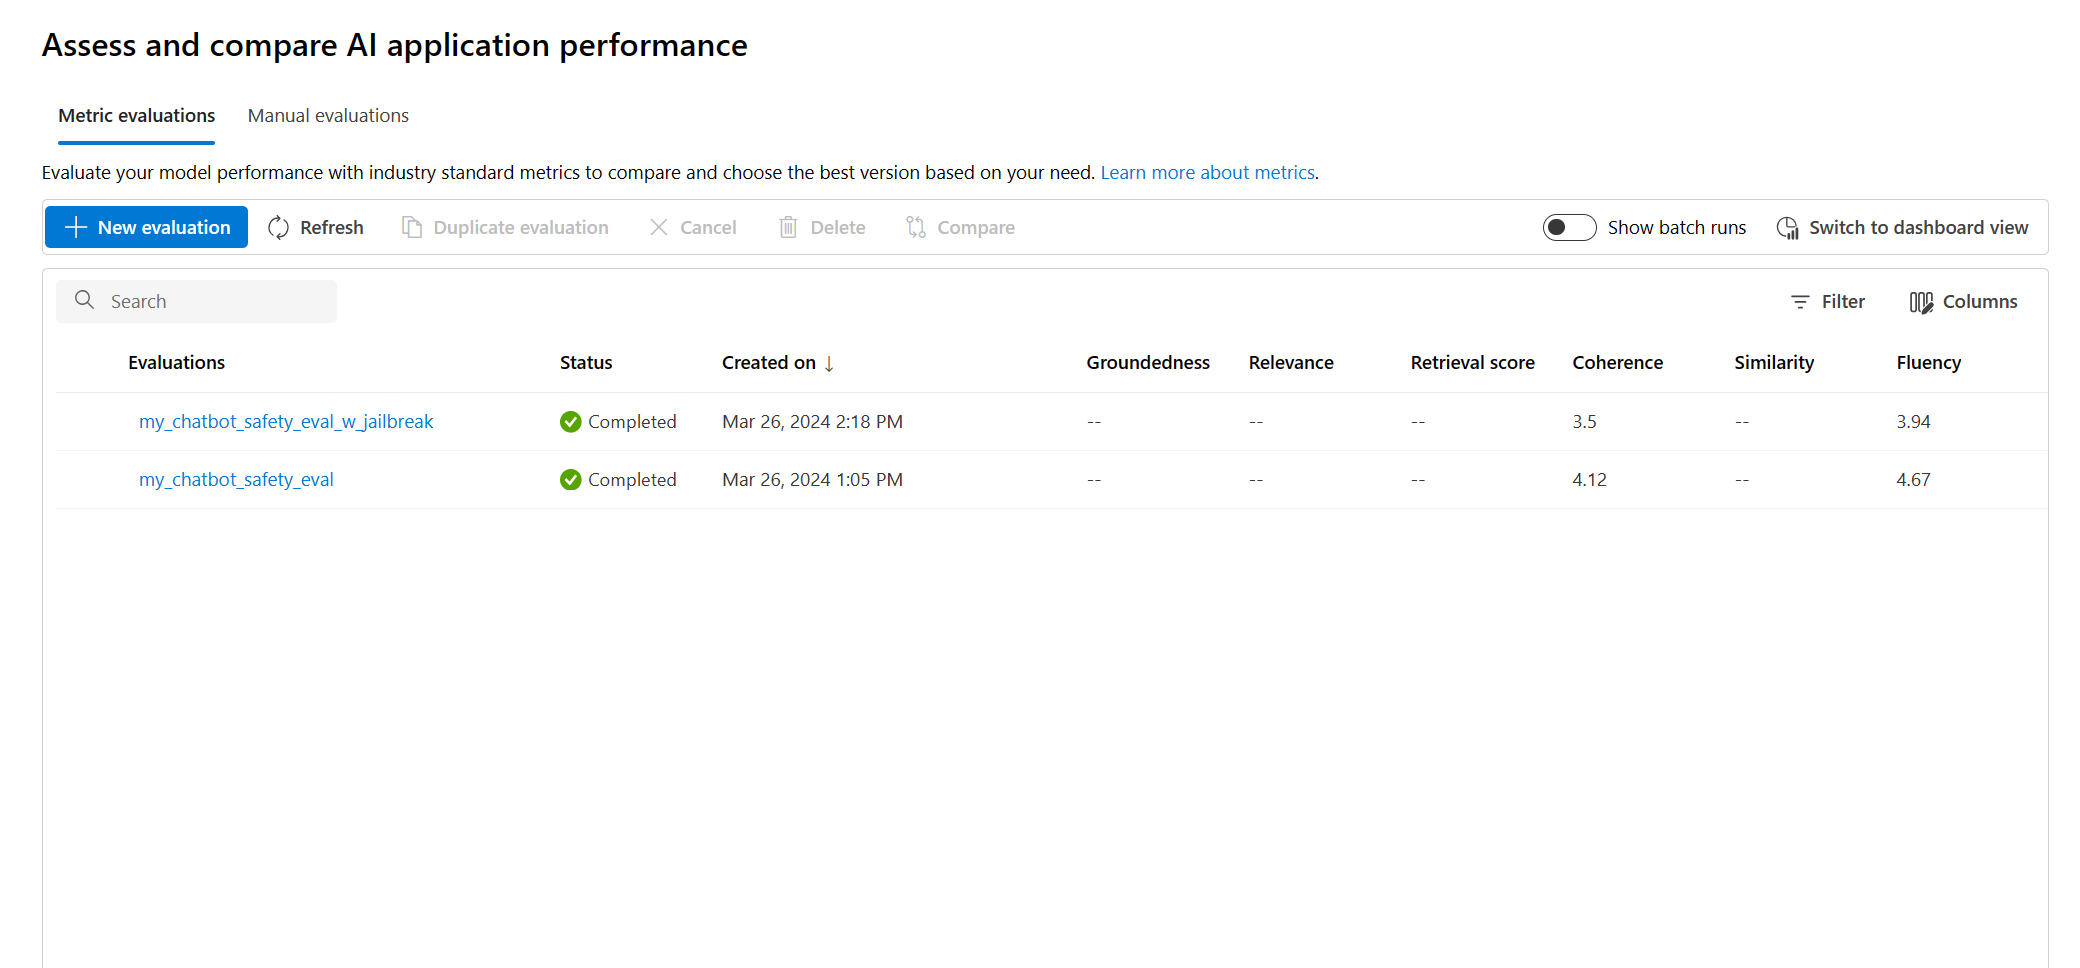 Assess and compare AI application performance
Metric evaluations Manual evaluations
Evaluate your model performance with industry standard metrics to compare and choose the best version based on your need. Learn more about metrics.
New evaluation Refresh Duplicate evaluation Cancel Delete Compare Show batch runs Switch to dashboard view
Search Filter Columns
Evaluations Status Created on ↓ Groundedness Relevance Retrieval score Coherence Similarity Fluency
my_chatbot_safety_eval_w_jailbreak Completed Mar 26, 2024 2:18 PM -- -- -- 3.5 -- 3.94
my_chatbot_safety_eval Completed Mar 26, 2024 1:05 PM -- -- -- 4.12 -- 4.67